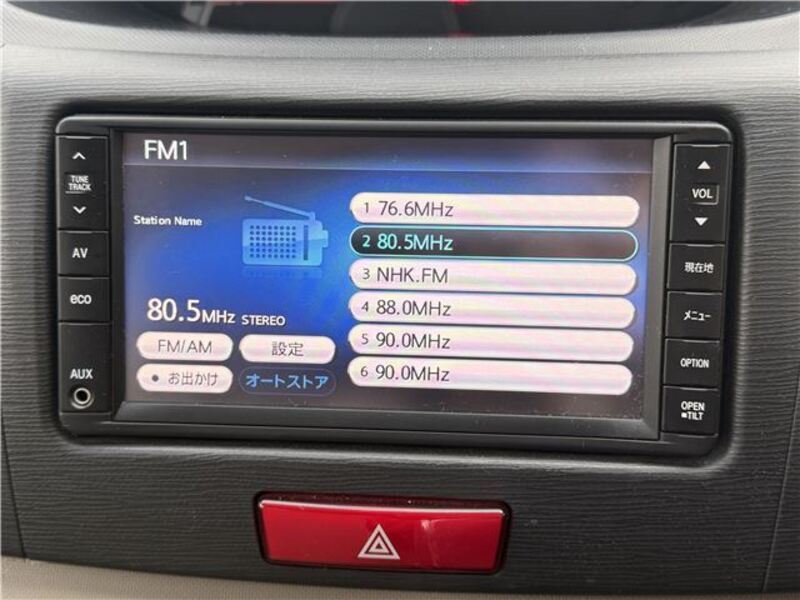 FM1
Station Name
80.5MHz STEREO
FM/AM
設定
• お出かけ
オートストア
1 76.6MHz
2 80.5MHz
3 NHK.FM
4 88.0MHz
5 90.0MHz
6 90.0MHz
TUNE
TRACK
AV
eco
AUX
VOL
現在地
メニュー
OPTION
OPEN
■TILT